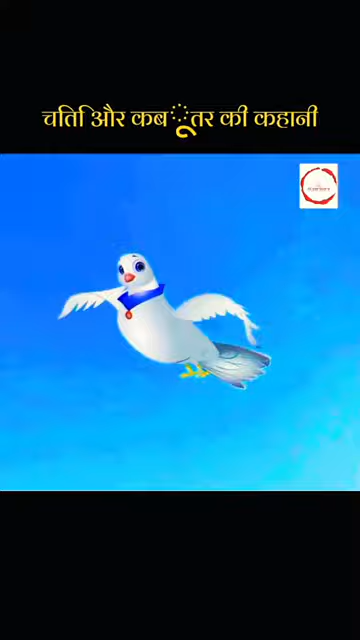 चतिि और कबूतर की कहानी